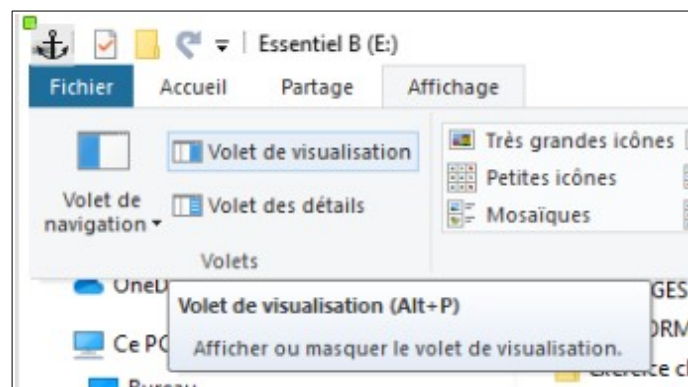 Essentiel B (E:)
Fichier Accueil Partage Affichage
Volet de visualisation
Très grandes icônes
Volet de navigation
Volet des détails
Petites icônes
Mosaïques
Volets
Volet de visualisation (Alt+P)
Afficher ou masquer le volet de visualisation.
Ce PC